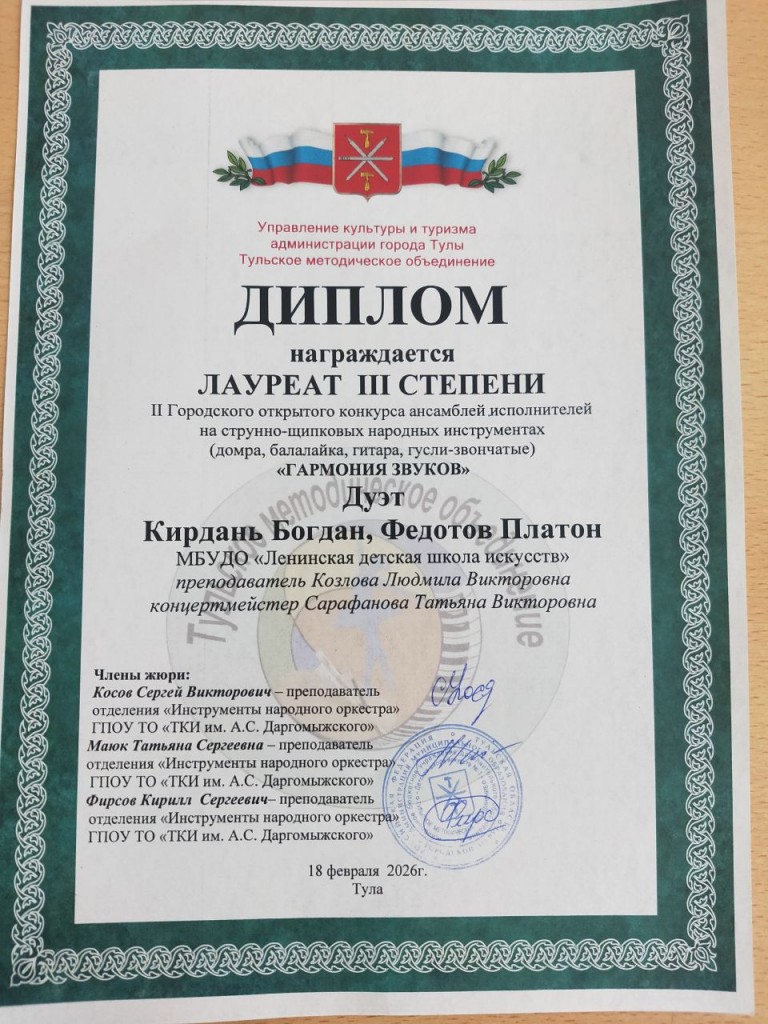 Управление культуры и туризма
администрации города Тулы
Тульское методическое объединение
ДИПЛОМ
награждается
ЛАУРЕАТ III СТЕПЕНИ
II Городского открытого конкурса ансамблей исполнителей
на струнно-щипковых народных инструментах
(домра, балалайка, гитара, гусли-звончатые)
«ГАРМОНИЯ ЗВУКОВ»
Дуэт
Кирдань Богдан, Федотов Платон
МБУДО «Ленинская детская школа искусств»
преподаватель Козлова Людмила Викторовна
концертмейстер Сарафанова Татьяна Викторовна
Тульское методическое объединение
Члены жюри:
Косов Сергей Викторович – преподаватель
отделения «Инструменты народного оркестра»
ГПОУ ТО «ТКИ им. А.С. Даргомыжского»
Маюк Татьяна Сергеевна – преподаватель
отделения «Инструменты народного оркестра»
ГПОУ ТО «ТКИ им. А.С. Даргомыжского»
Фирсов Кирилл Сергеевич– преподаватель
отделения «Инструменты народного оркестра»
ГПОУ ТО «ТКИ им. А.С. Даргомыжского»
18 февраля 2026г.
Тула